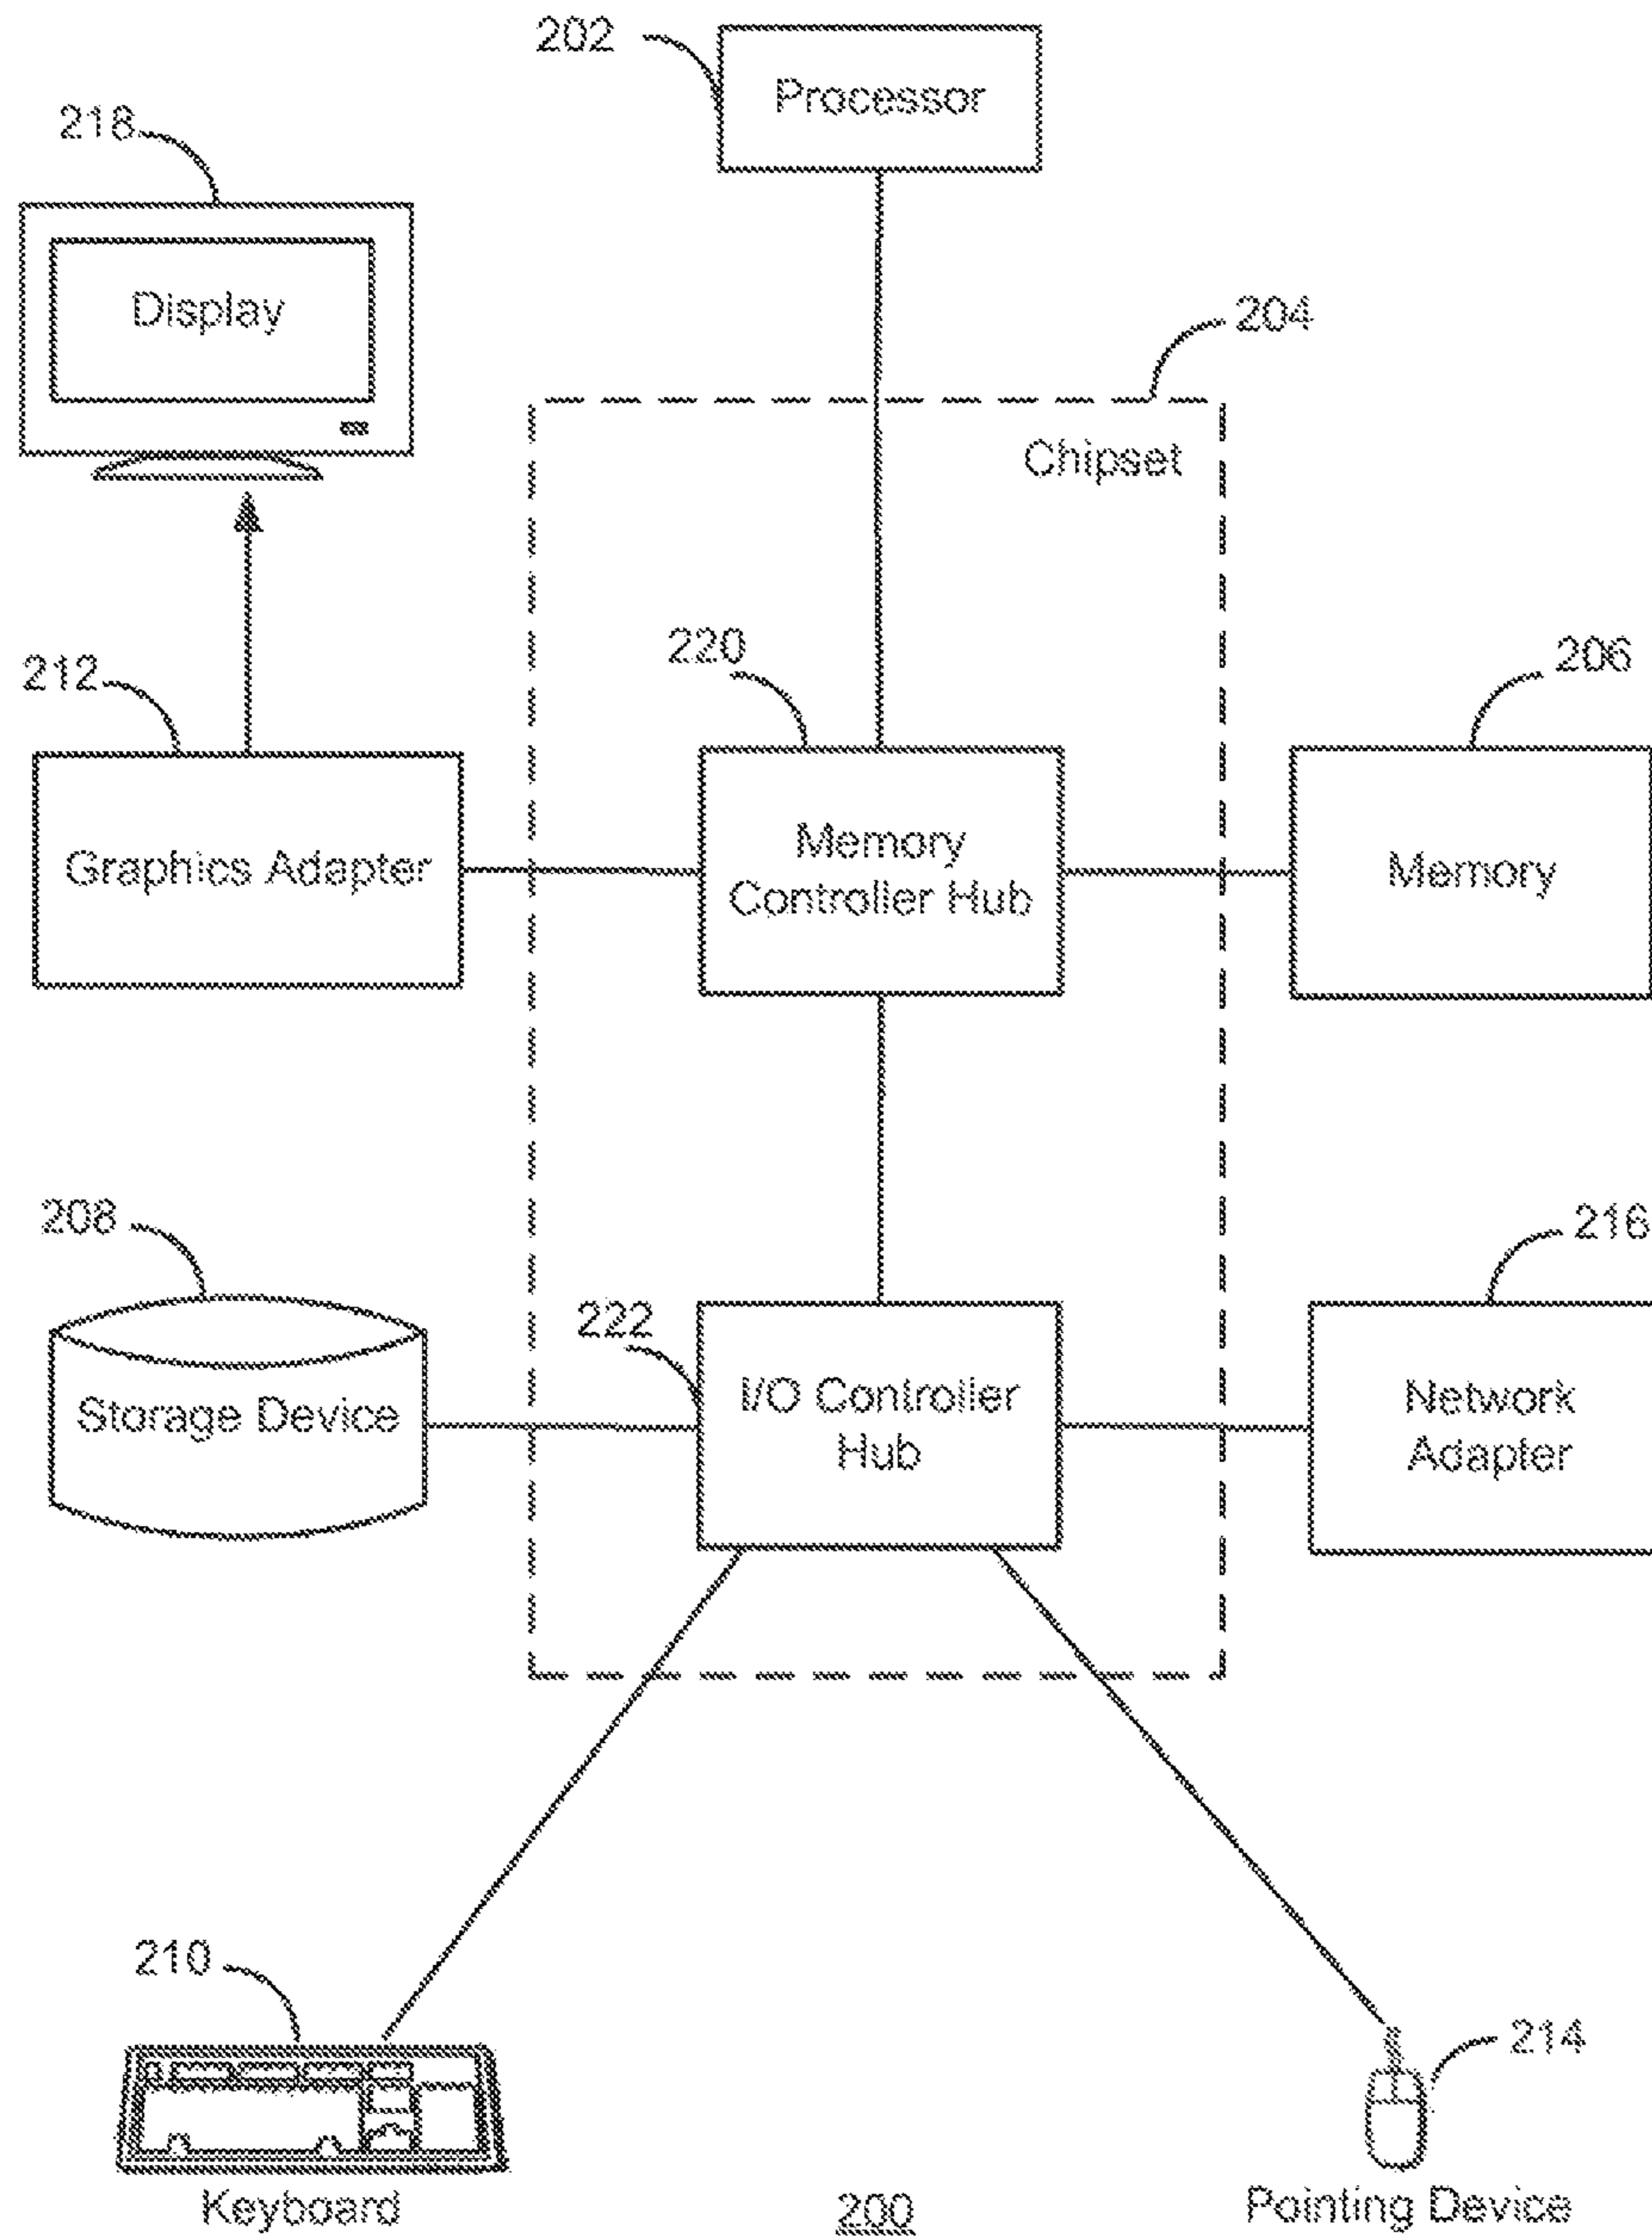 202
Processor
218
Display
204
Chipset
220
206
212
Memory
Controller Hub
Graphics Adapter
Memory
208
216
222
Storage Device
I/O Controller
Hub
Network
Adapter
210
214
Keyboard
200
Pointing Device